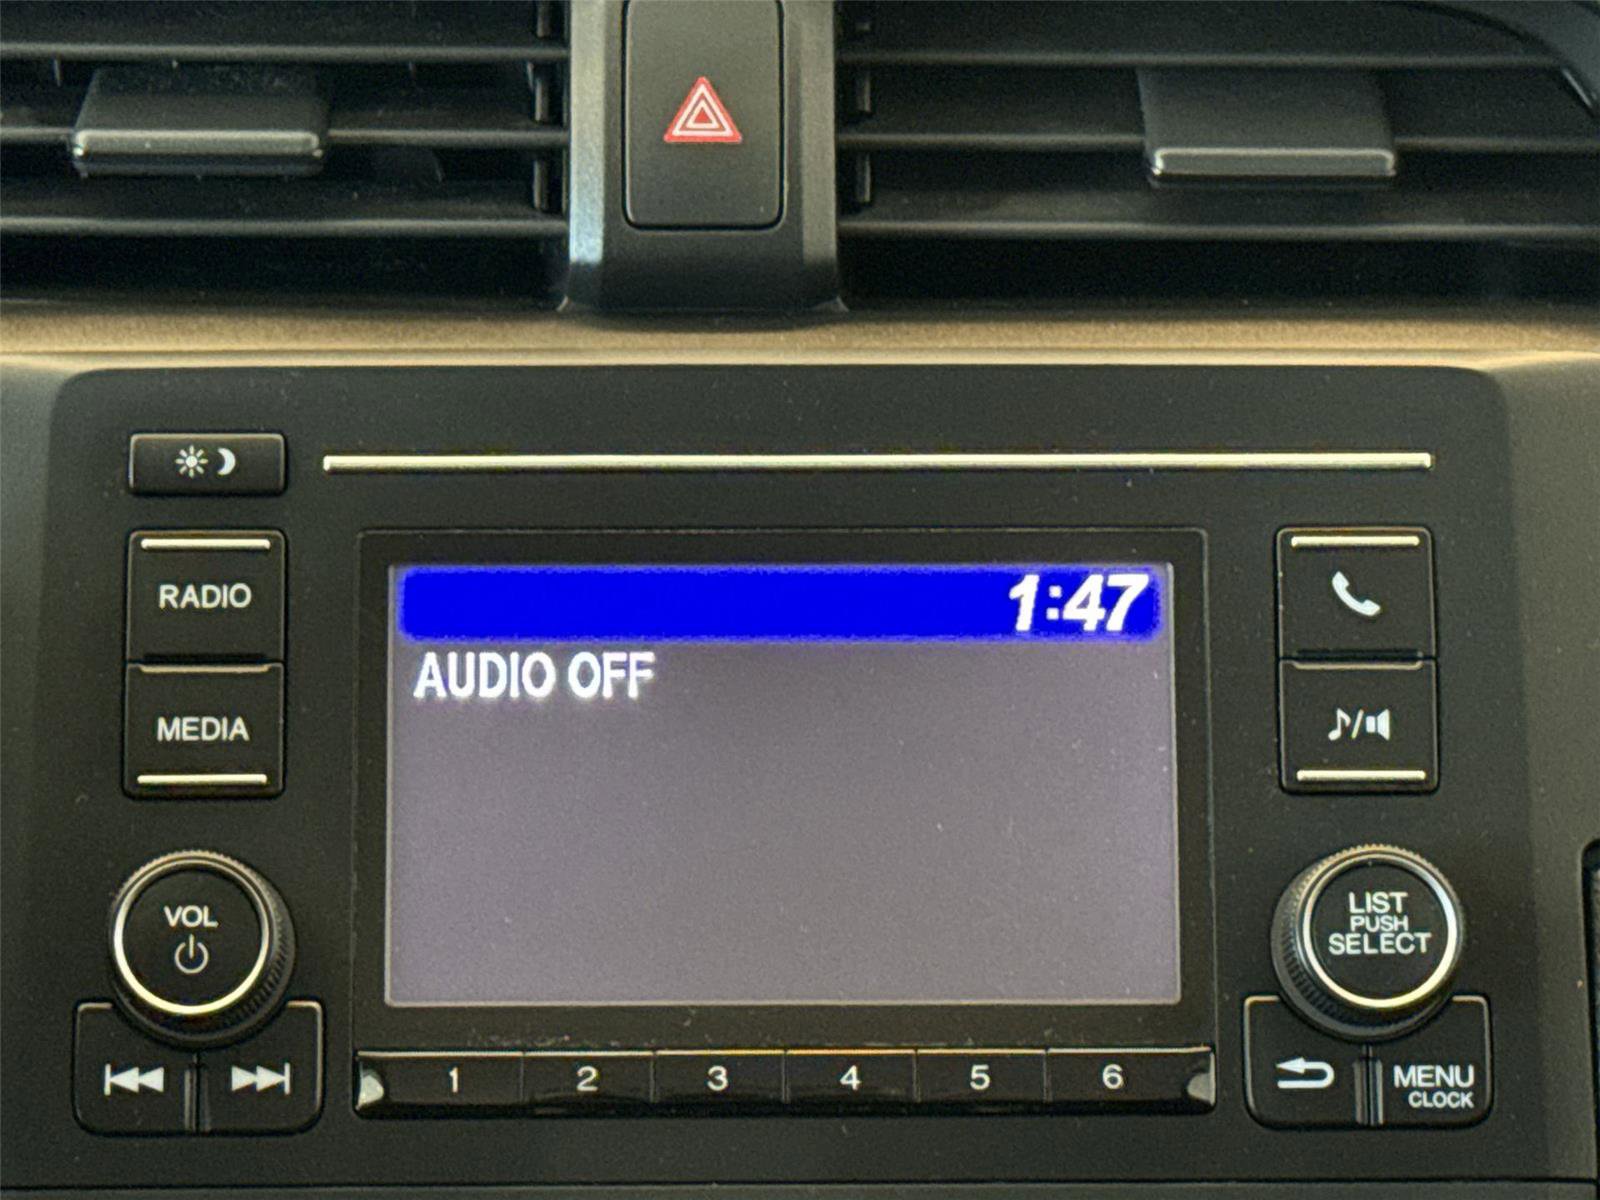 RADIO
MEDIA
1:47
AUDIO OFF
VOL
LIST
PUSH
SELECT
1 2 3 4 5 6
MENU
CLOCK